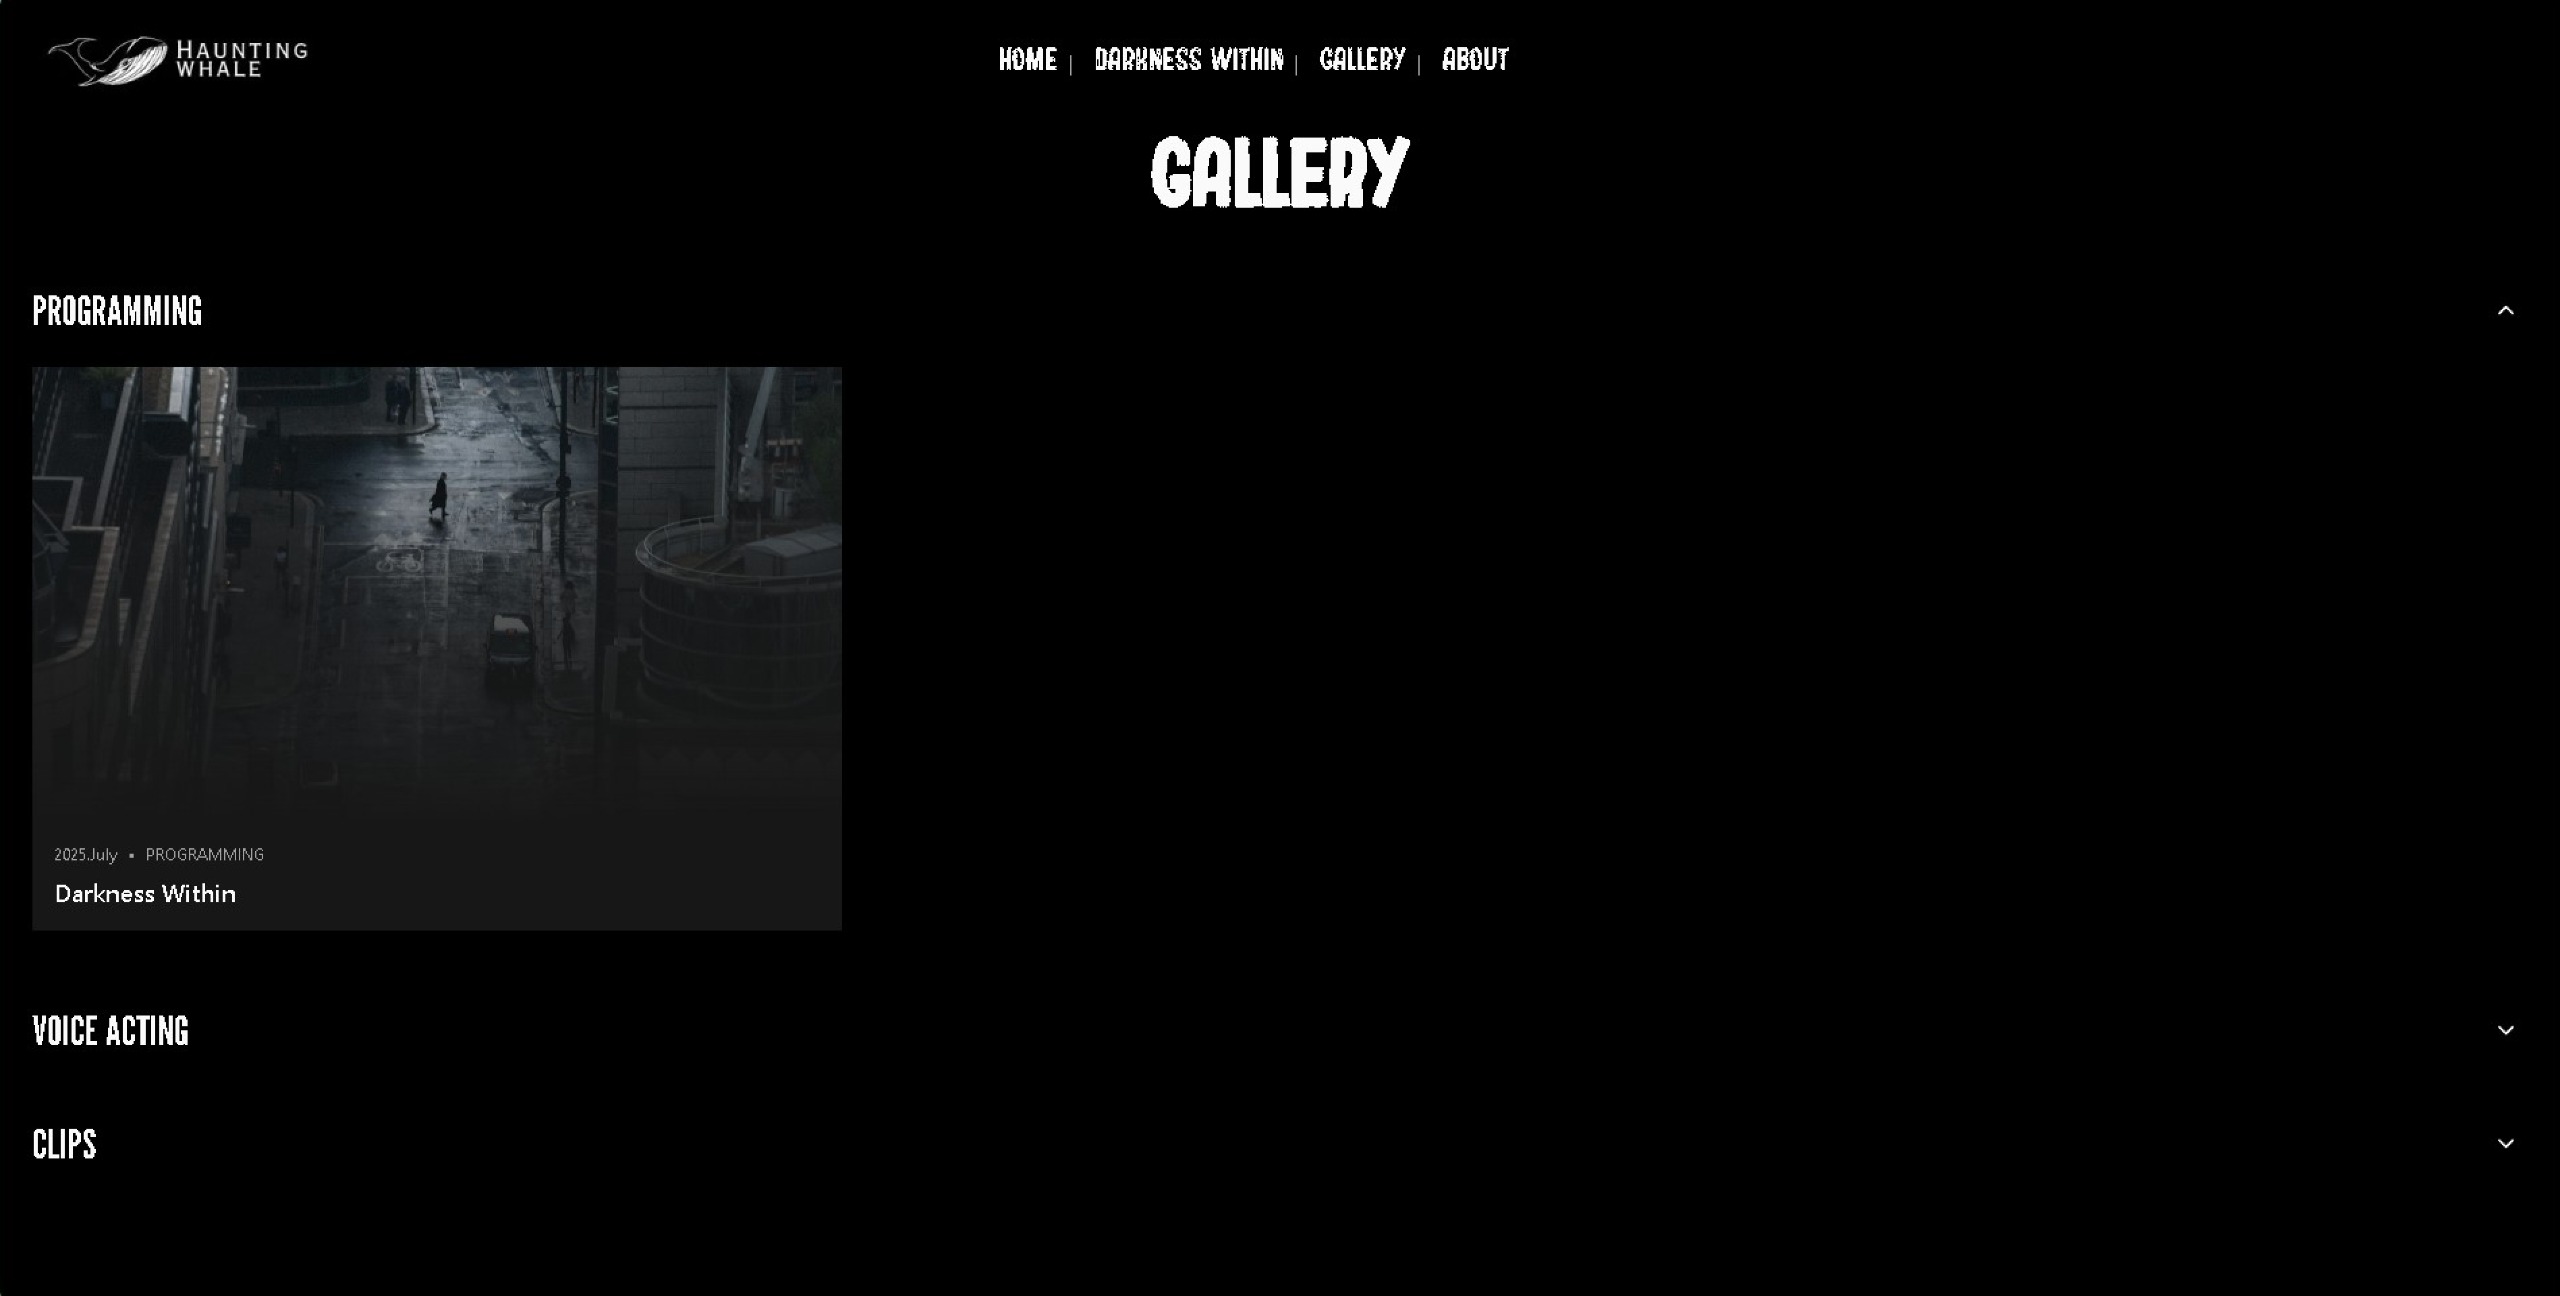 HAUNTING
WHALE
HOME | DARKNESS WITHIN | GALLERY | ABOUT
GALLERY
PROGRAMMING
2025.July • PROGRAMMING
Darkness Within
VOICE ACTING
CLIPS